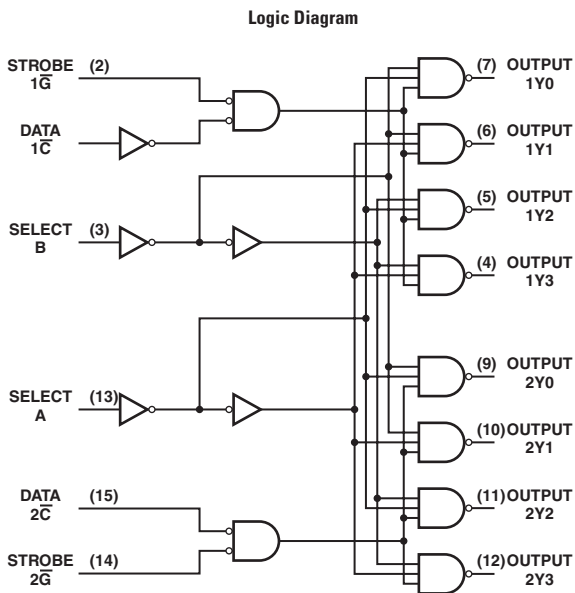 Logic Diagram
STROBE (2)
1G̅
DATA
1C̅
SELECT (3)
B
SELECT (13)
A
DATA (15)
2C̅
STROBE (14)
2G̅
(7) OUTPUT
1Y0
(6) OUTPUT
1Y1
(5) OUTPUT
1Y2
(4) OUTPUT
1Y3
(9) OUTPUT
2Y0
(10) OUTPUT
2Y1
(11) OUTPUT
2Y2
(12) OUTPUT
2Y3